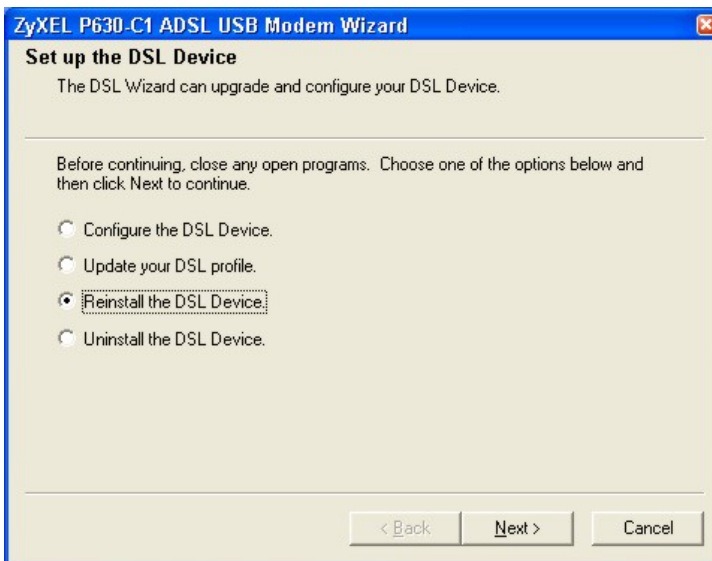 ZyXEL P630-C1 ADSL USB Modem Wizard
Set up the DSL Device
The DSL Wizard can upgrade and configure your DSL Device.
Before continuing, close any open programs. Choose one of the options below and
then click Next to continue.
Configure the DSL Device.
Update your DSL profile.
Reinstall the DSL Device.
Uninstall the DSL Device.
< Back Next > Cancel